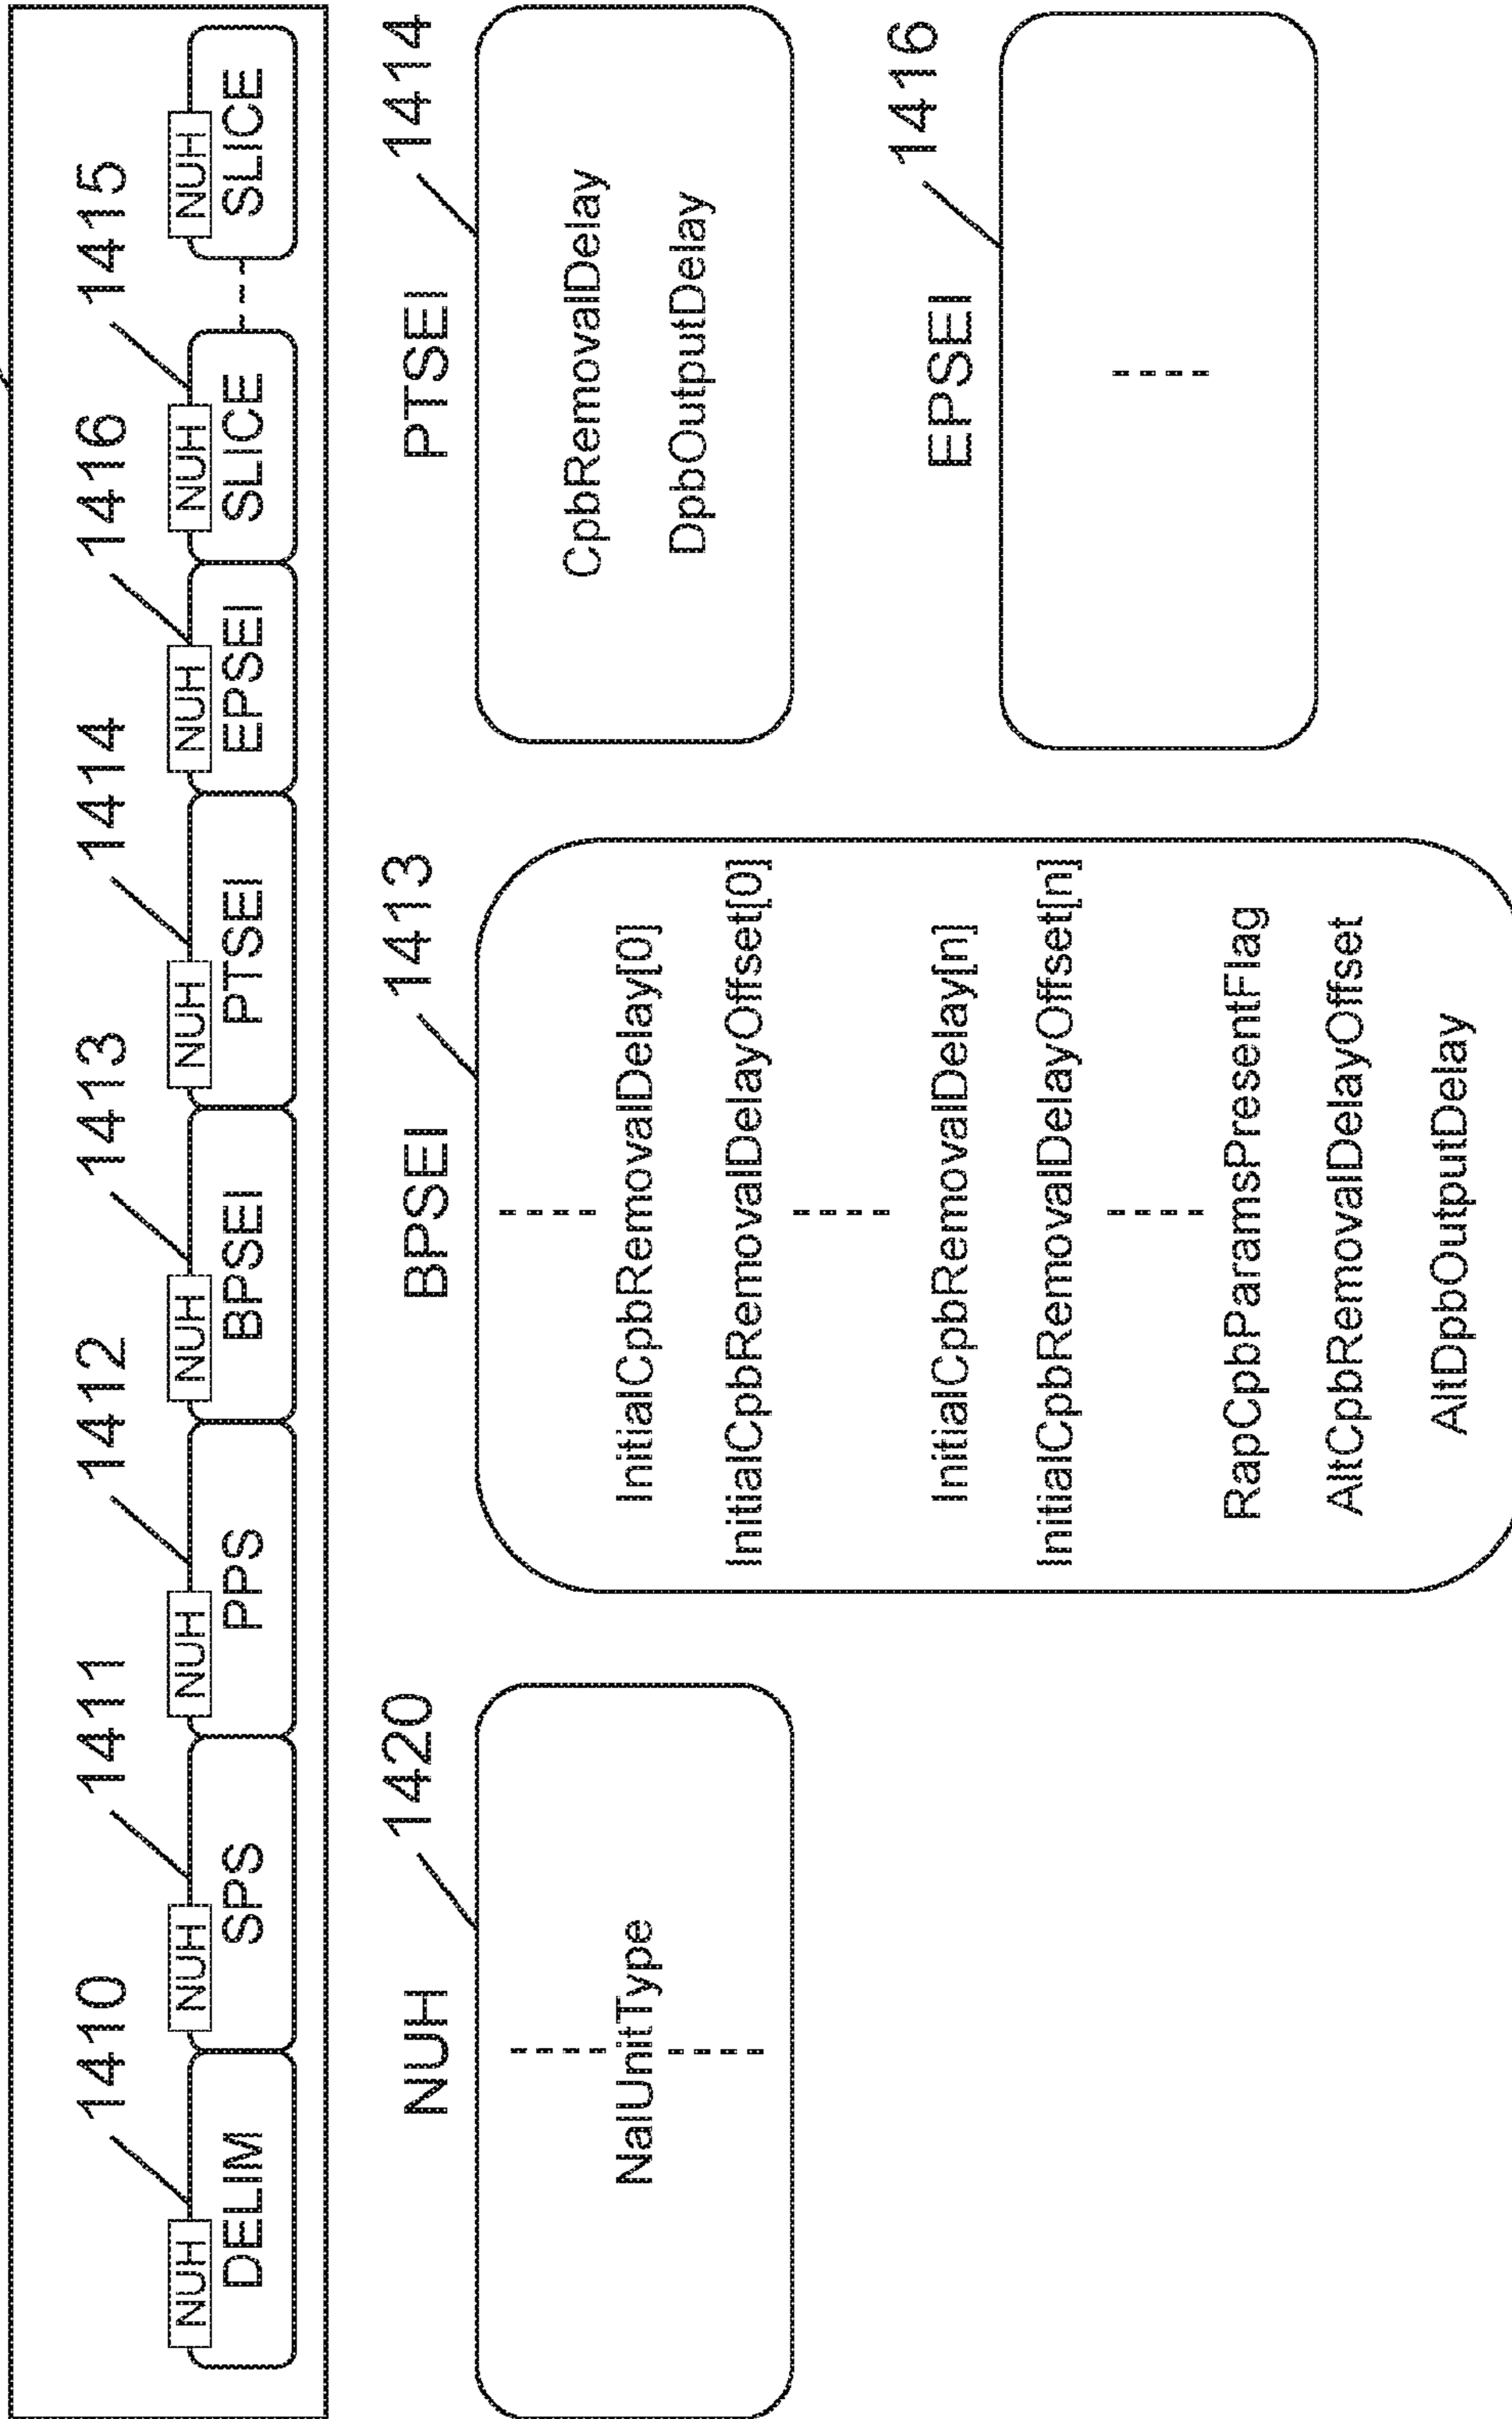 1410
1411
1412
1413
1414
1416
1415
NUH
NUH
NUH
NUH
NUH
NUH
NUH
NUH
DELIM
SPS
PPS
BPSEI
PTSEI
EPSEI
SLICE
SLICE
NUH
1420
NalUnitType
BPSEI
1413
InitialCpbRemovalDelay[0]
InitialCpbRemovalDelayOffset[0]
InitialCpbRemovalDelay[n]
InitialCpbRemovalDelayOffset[n]
RapCpbParamsPresentFlag
AltCpbRemovalDelayOffset
AltDpbOutputDelay
PTSEI
1414
CpbRemovalDelay
DpbOutputDelay
EPSEI
1416